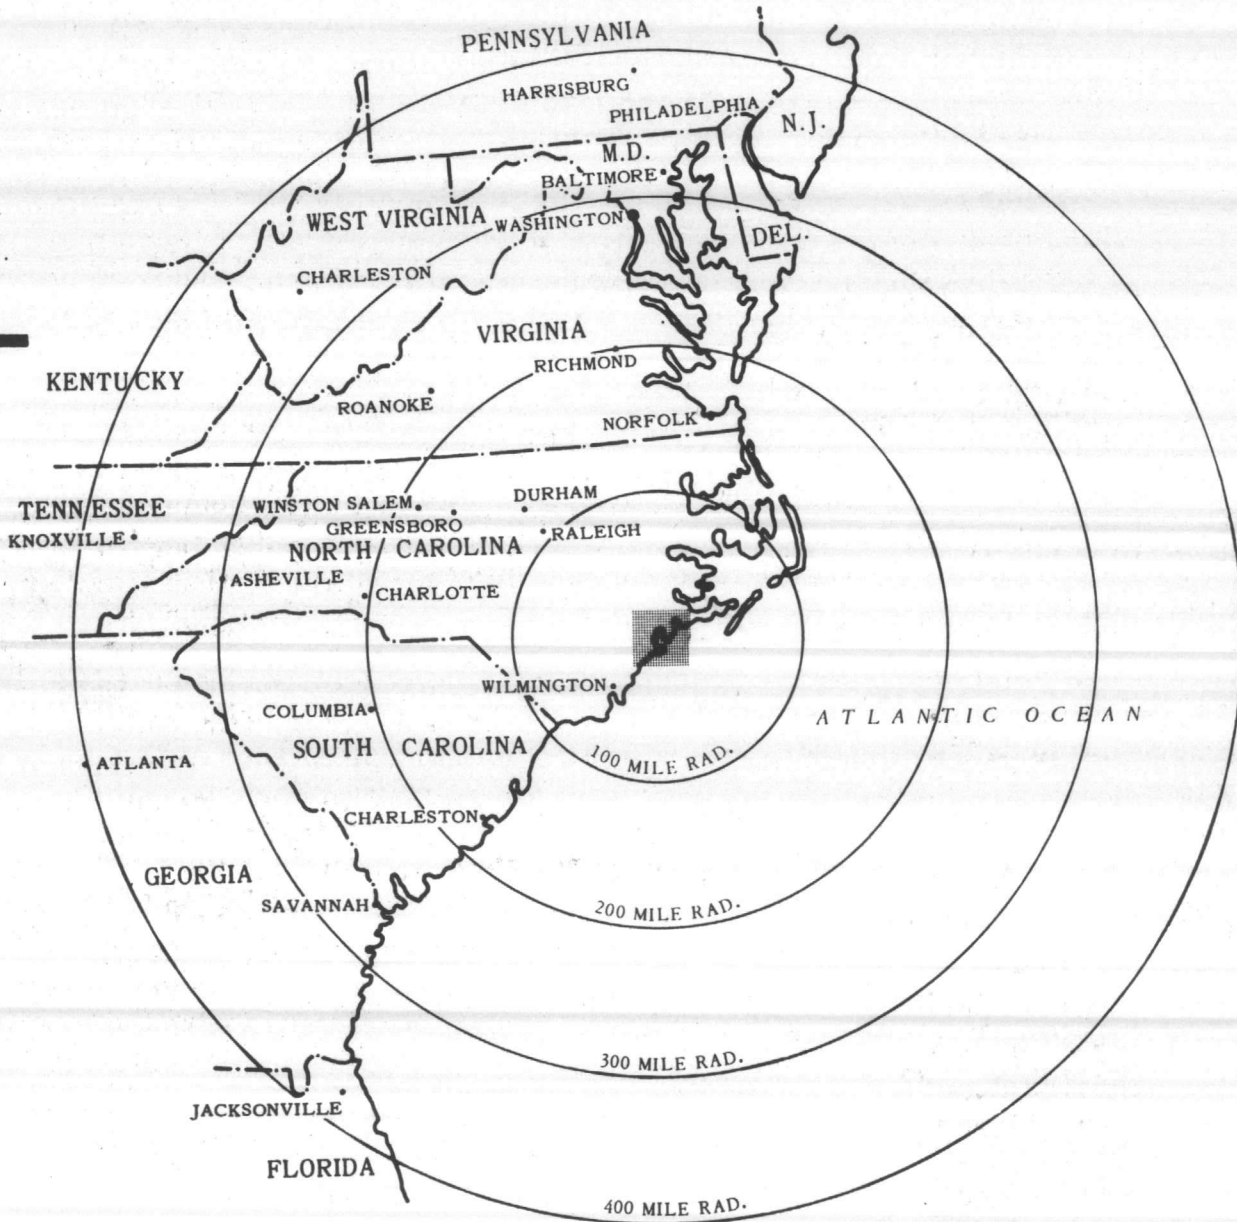 PENNSYLVANIA
HARRISBURG
PHILADELPHIA
N.J.
M.D
BALTIMORE
WEST VIRGINIA
WASHINGTON
DEL.
CHARLESTON
VIRGINIA
RICHMOND
KENTUCKY
ROANOKE
NORFOLK
TENNESSEE
WINSTON SALEM
DURHAM
KNOXVILLE
GREENSBORO
RALEIGH
NORTH CAROLINA
ASHEVILLE
CHARLOTTE
WILMINGTON
COLUMBIA
ATLANTIC OCEAN
SOUTH CAROLINA
ATLANTA
100 MILE RAD.
CHARLESTON
GEORGIA
SAVANNAH
200 MILE RAD.
300 MILE RAD.
JACKSONVILLE
FLORIDA
400 MILE RAD.